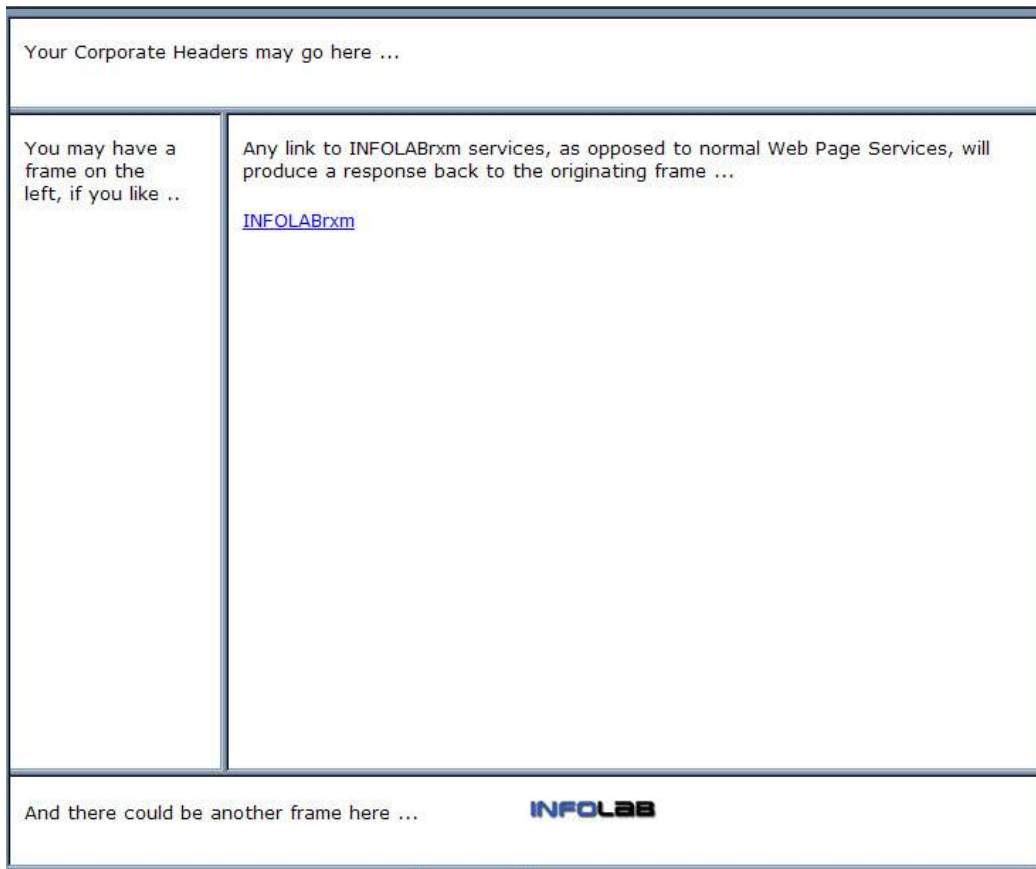 Your Corporate Headers may go here ...
You may have a
frame on the
left, if you like ..
Any link to INFOLABrxm services, as opposed to normal Web Page Services, will
produce a response back to the originating frame ...
INFOLABrxm
And there could be another frame here ...
INFOLAB